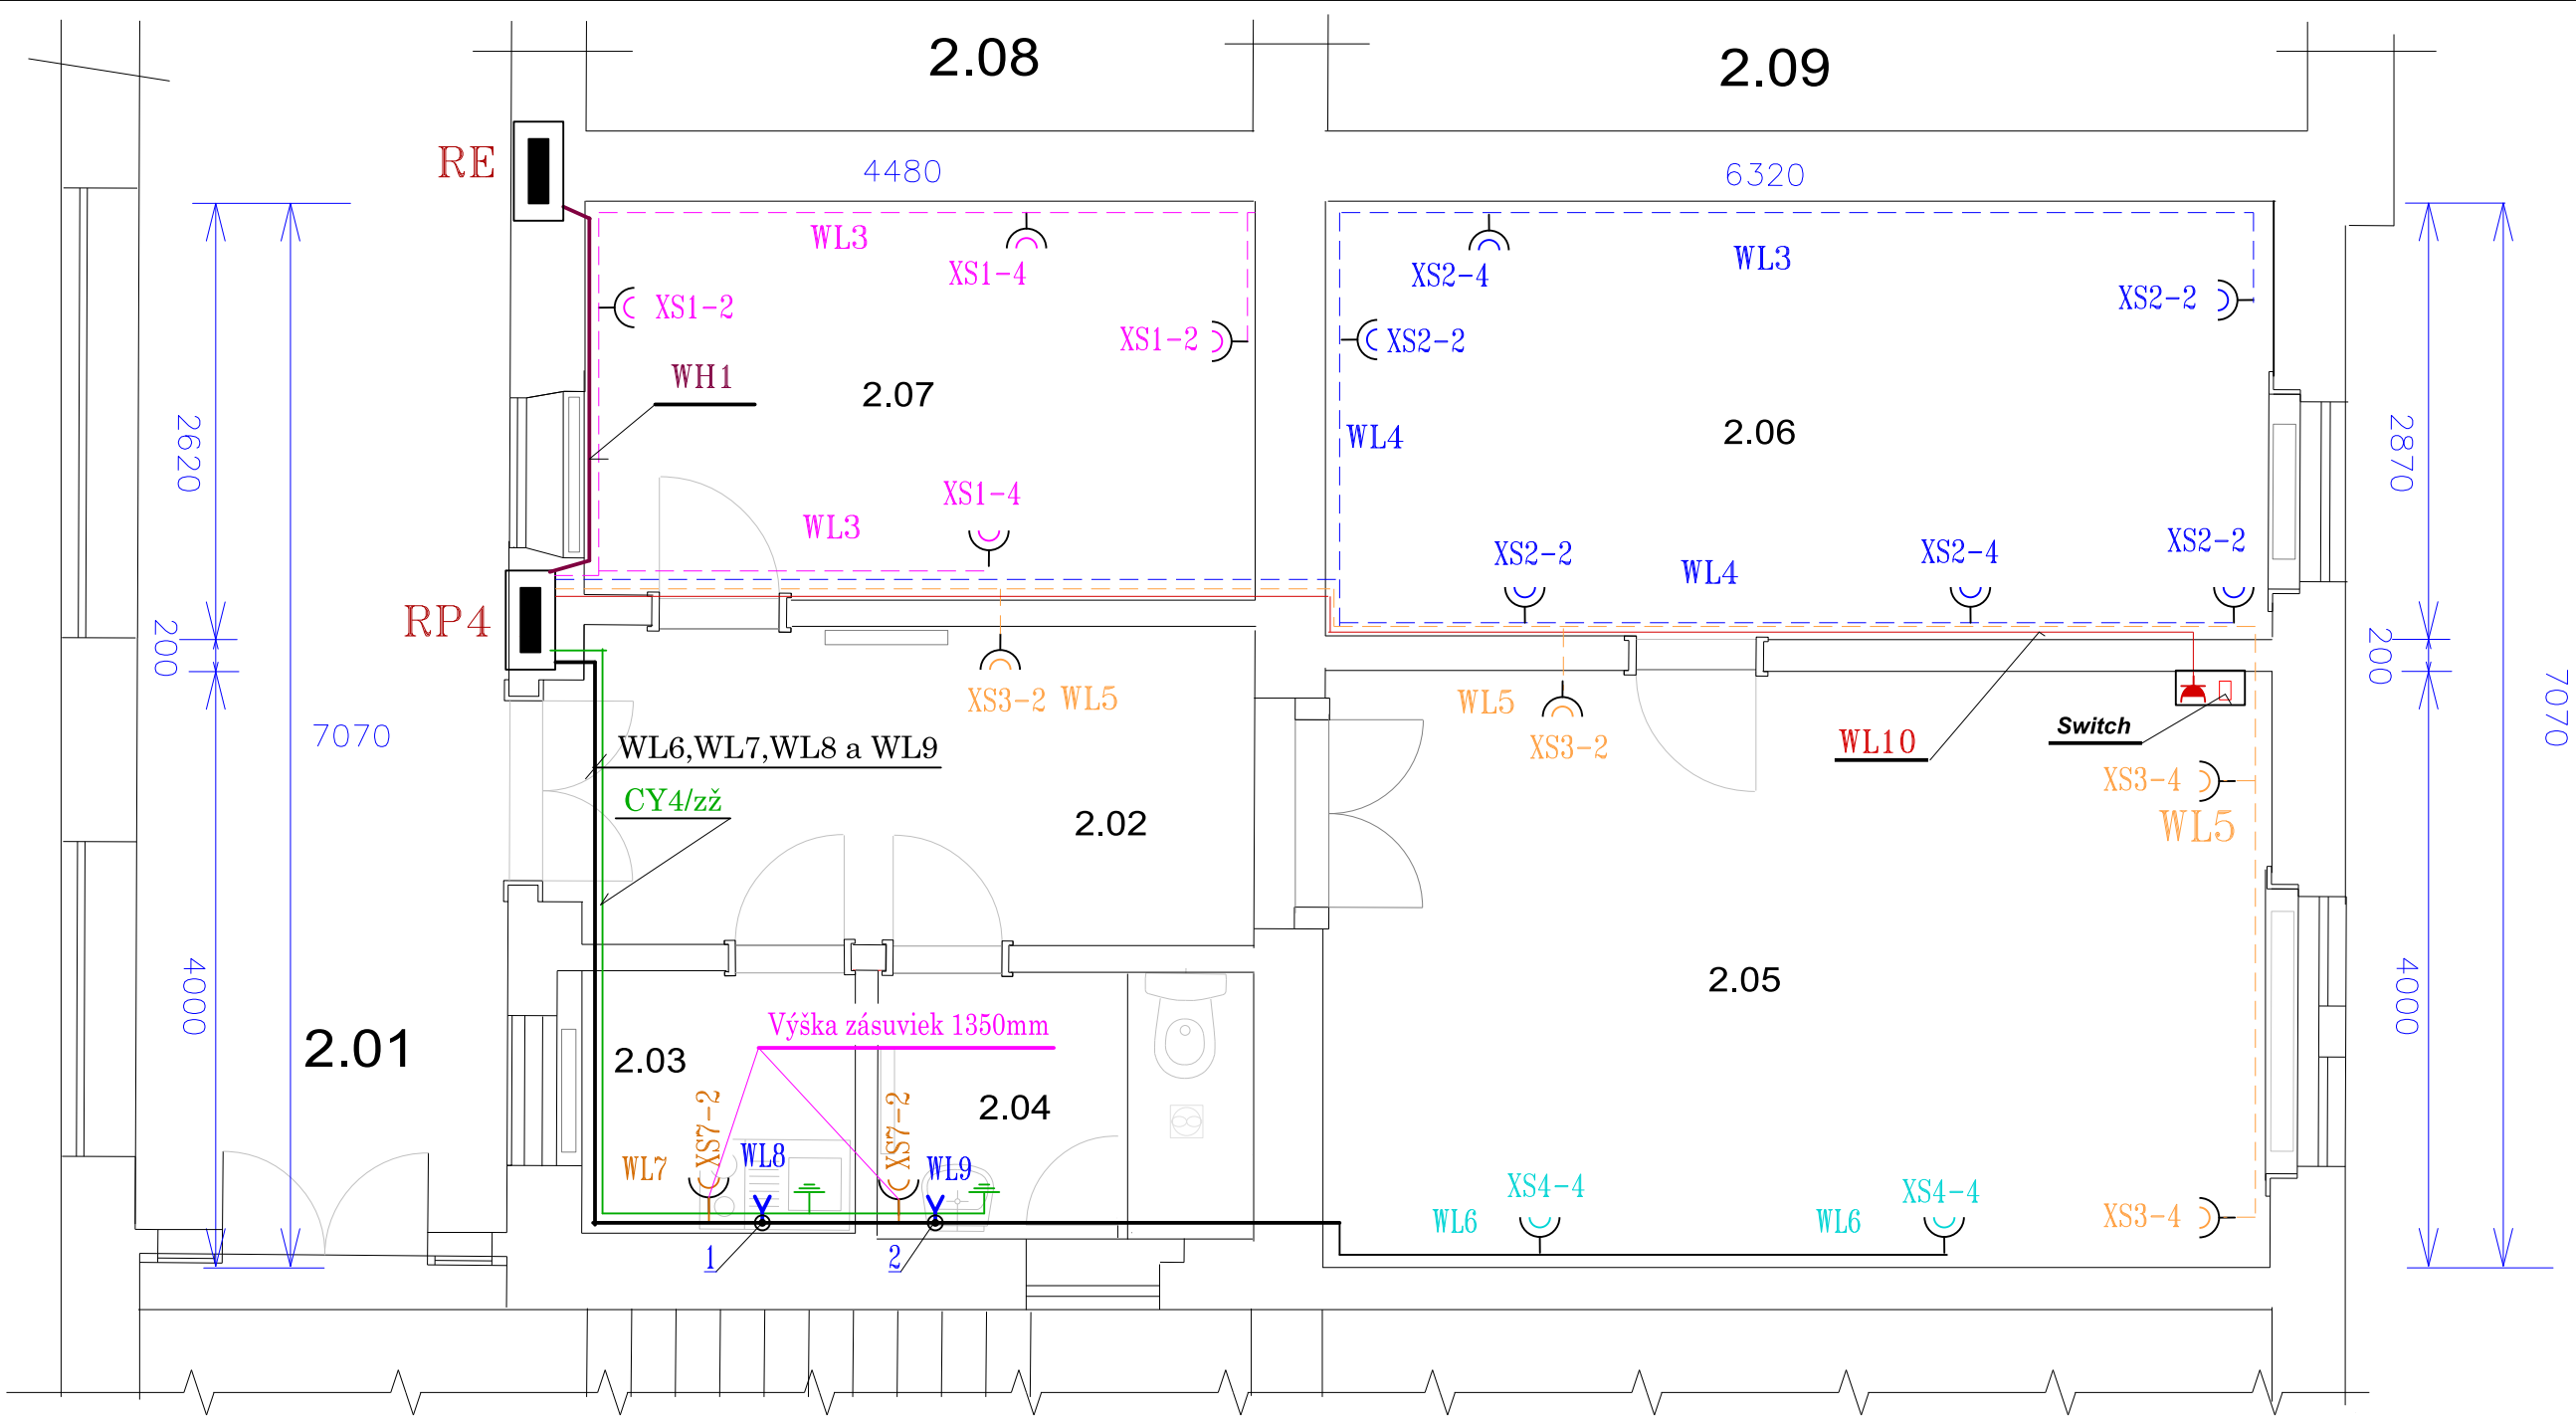 2.08
2.09
RE
4480
6320
WL3
XS1-4
XS1-2
XS1-2
WH1
2.07
XS2-4
WL3
XS2-2
XS2-2
WL4
2.06
2620
2870
XS1-4
WL3
XS2-2
WL4
XS2-4
XS2-2
RP4
200
200
7070
7070
XS3-2 WL5
WL5
XS3-2
WL10
Switch
WL6,WL7,WL8 a WL9
CY4/zž
XS3-4
WL5
2.02
4000
4000
2.05
2.01
Výška zásuviek 1350mm
2.03
2.04
XS7-2
XS7-2
WL7
WL8
WL9
XS4-4
XS4-4
WL6
WL6
XS3-4
1
2